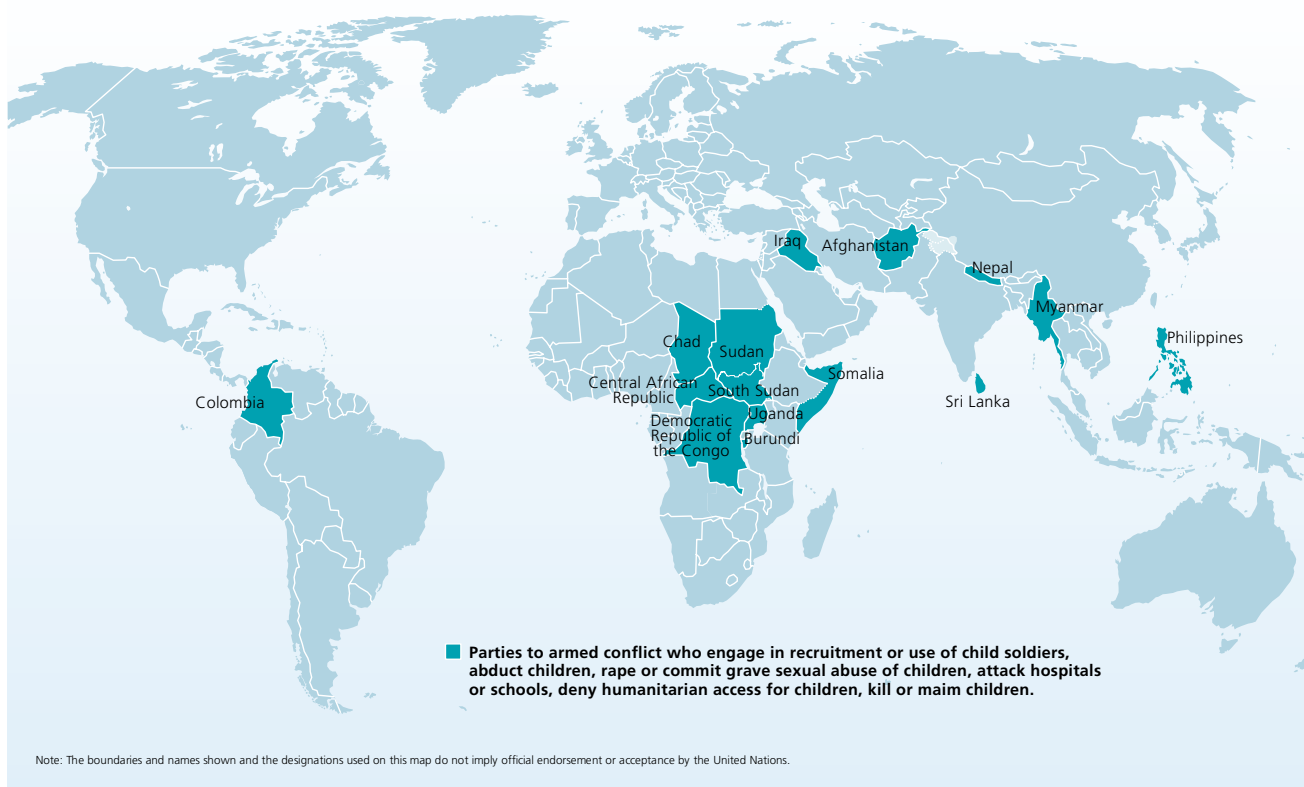 Iraq
Afghanistan
Nepal
Myanmar
Philippines
Chad
Sudan
Somalia
Central African
Republic
South Sudan
Colombia
Sri Lanka
Uganda
Democratic
Republic of
the Congo
Burundi
Parties to armed conflict who engage in recruitment or use of child soldiers,
abduct children, rape or commit grave sexual abuse of children, attack hospitals
or schools, deny humanitarian access for children, kill or maim children.
Note: The boundaries and names shown and the designations used on this map do not imply official endorsement or acceptance by the United Nations.